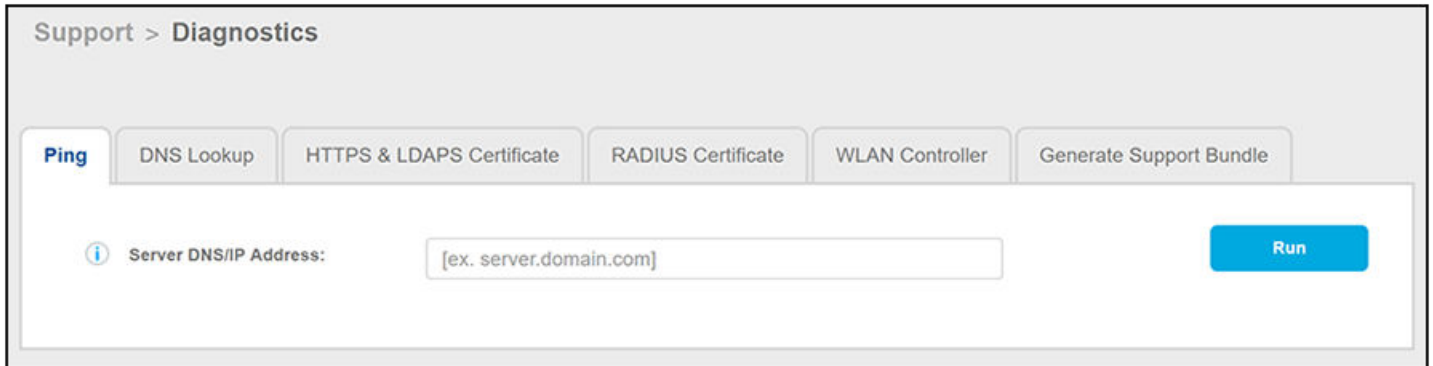 Support > Diagnostics
Ping DNS Lookup HTTPS & LDAPS Certificate RADIUS Certificate WLAN Controller Generate Support Bundle
i Server DNS/IP Address: [ex. server.domain.com] Run